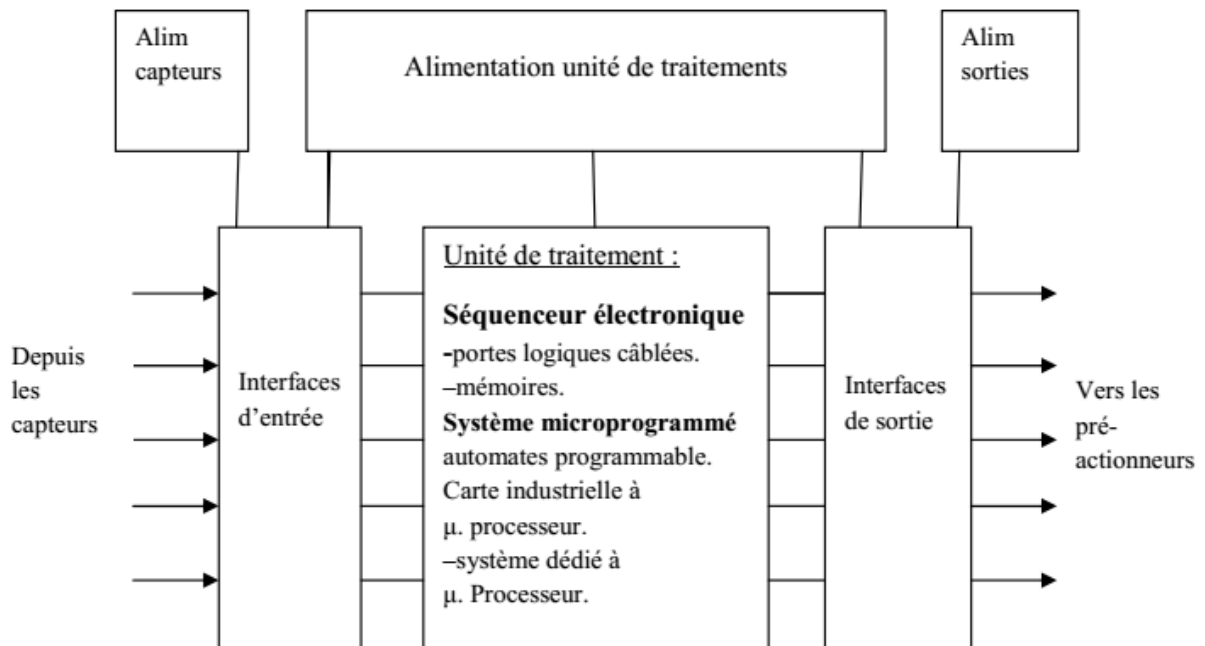 Alim
capteurs
Alimentation unité de traitements
Alim
sorties
Depuis
les
capteurs
Interfaces
d'entrée
Unité de traitement :
Séquenceur électronique
-portes logiques câblées.
–mémoires.
Système microprogrammé
automates programmable.
Carte industrielle à
µ. processeur.
–système dédié à
µ. Processeur.
Interfaces
de sortie
Vers les
pré-
actionneurs